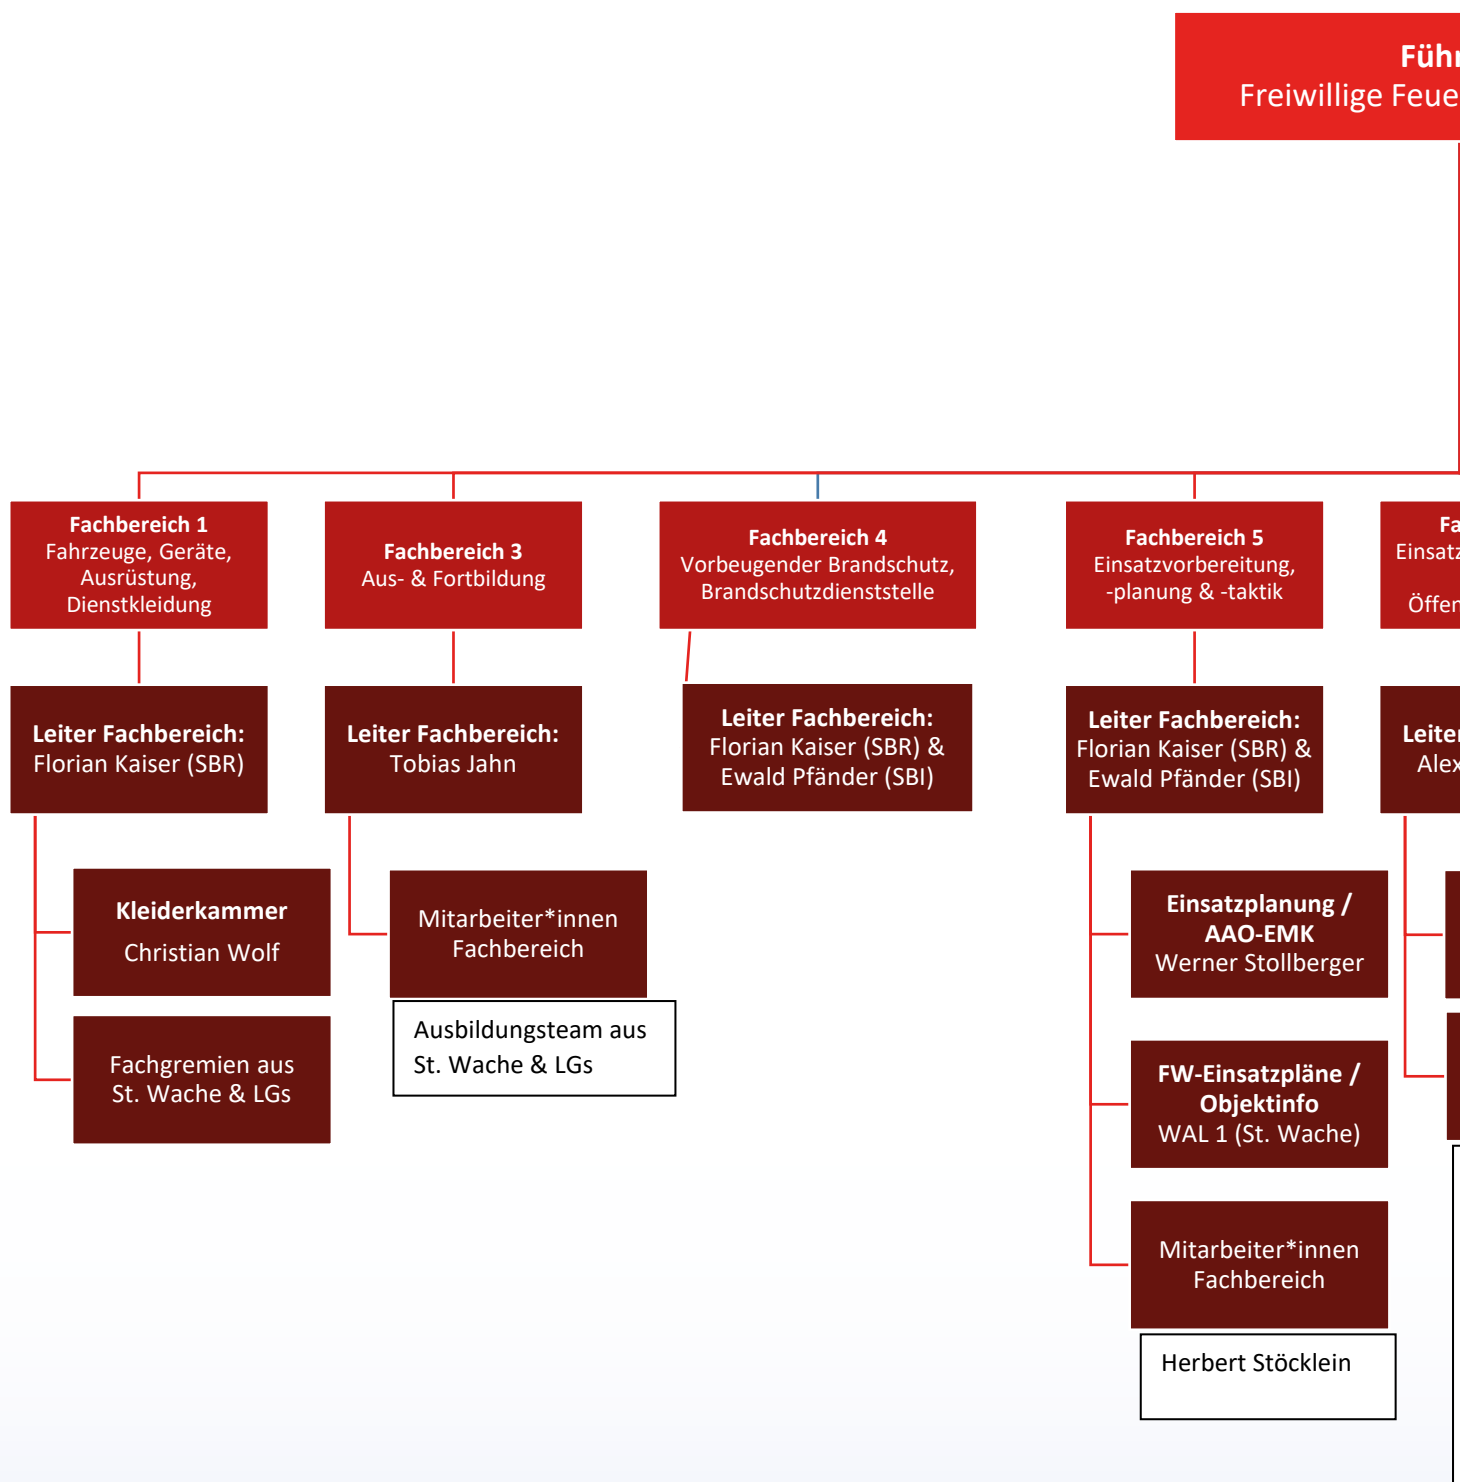 Führ
Freiwillige Feue
Fachbereich 1
Fahrzeuge, Geräte,
Ausrüstung,
Dienstkleidung
Leiter Fachbereich:
Florian Kaiser (SBR)
Kleiderkammer
Christian Wolf
Fachgremien aus
St. Wache & LGs
Fachbereich 3
Aus- & Fortbildung
Leiter Fachbereich:
Tobias Jahn
Mitarbeiter*innen
Fachbereich
Ausbildungsteam aus
St. Wache & LGs
Fachbereich 4
Vorbeugender Brandschutz,
Brandschutzdienststelle
Leiter Fachbereich:
Florian Kaiser (SBR) &
Ewald Pfänder (SBI)
Fachbereich 5
Einsatzvorbereitung,
-planung & -taktik
Leiter Fachbereich:
Florian Kaiser (SBR) &
Ewald Pfänder (SBI)
Einsatzplanung /
AAO-EMK
Werner Stollberger
FW-Einsatzpläne /
Objektinfo
WAL 1 (St. Wache)
Mitarbeiter*innen
Fachbereich
Herbert Stöcklein
Fa
Einsatz
Öffen
Leiter
Alex